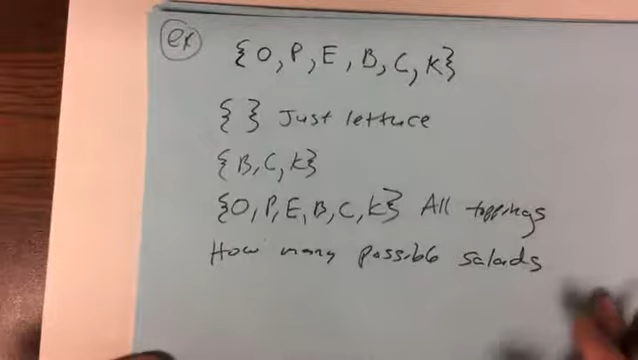 ex {O, P, E, B, C, K}
{ } Just lettuce
{B, C, K}
{O, P, E, B, C, K} All toppings
How many possible salads